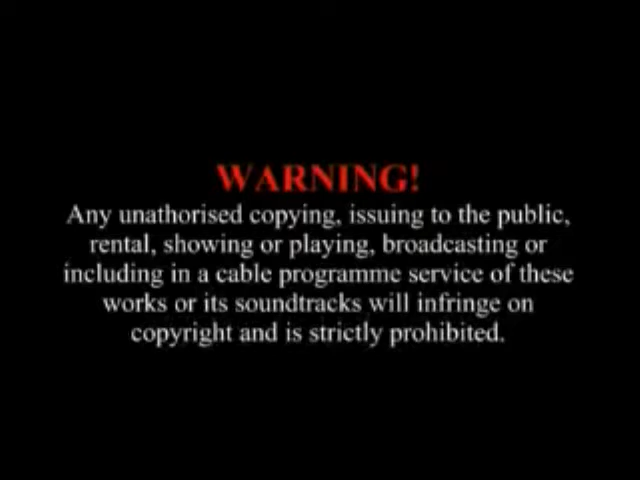 WARNING!
Any unathorised copying, issuing to the public,
rental, showing or playing, broadcasting or
including in a cable programme service of these
works or its soundtracks will infringe on
copyright and is strictly prohibited.